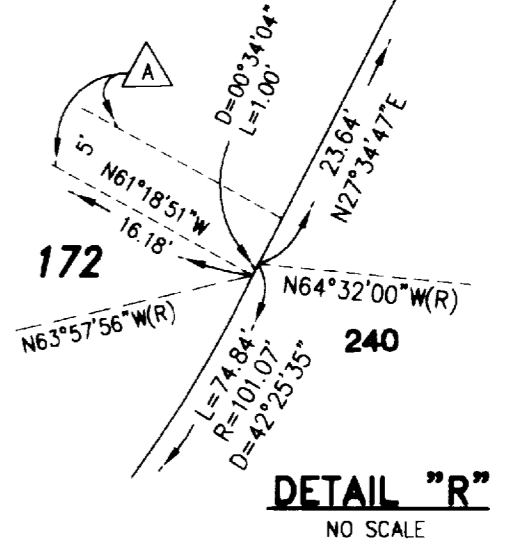 A
D=00°34'04"
L=1.00'
23.64'
N27°34'47"E
5'
N61°18'51"W
16.18'
172
N63°57'56"W(R)
N64°32'00"W(R)
240
L=74.84'
R=101.07'
D=42°25'35"
DETAIL "R"
NO SCALE